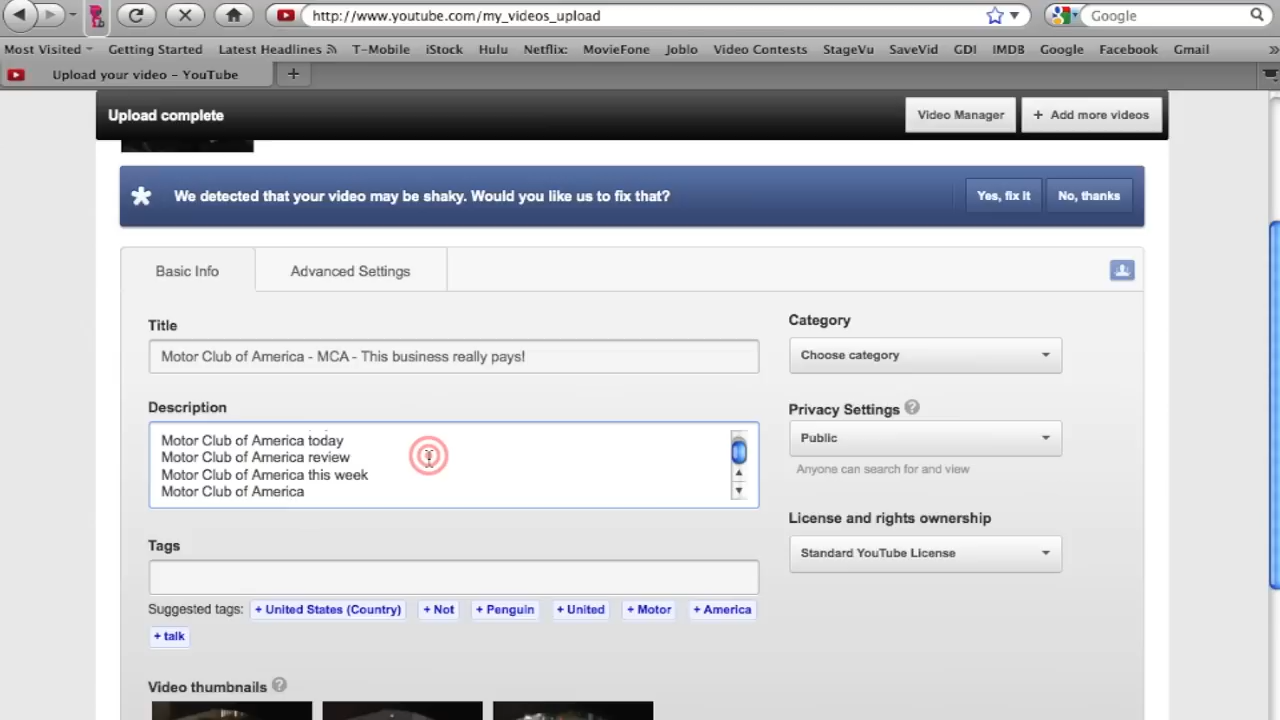 http://www.youtube.com/my_videos_upload
Google
Most Visited Getting Started Latest Headlines T-Mobile iStock Hulu Netflix: MovieFone Joblo Video Contests StageVu SaveVid GDI IMDB Google Facebook Gmail »
Upload your video - YouTube +
Upload complete
Video Manager
+ Add more videos
We detected that your video may be shaky. Would you like us to fix that?
Yes, fix it
No, thanks
Basic Info
Advanced Settings
Title
Motor Club of America - MCA - This business really pays!
Description
Motor Club of America today
Motor Club of America review
Motor Club of America this week
Motor Club of America
Tags
Suggested tags: + United States (Country) + Not + Penguin + United + Motor + America
+ talk
Video thumbnails ?
Category
Choose category
Privacy Settings ?
Public
Anyone can search for and view
License and rights ownership
Standard YouTube License